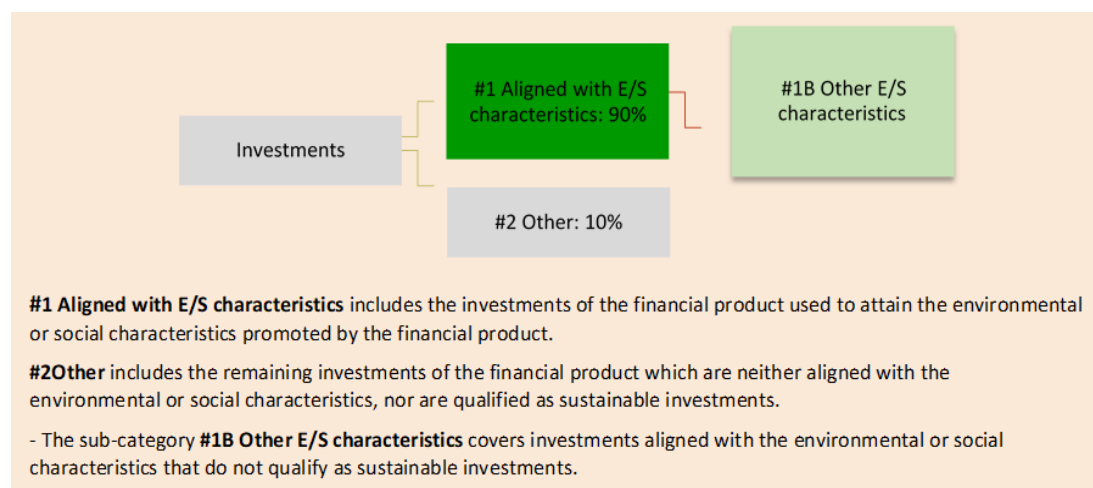 #1 Aligned with E/S
characteristics: 90%
#1B Other E/S
characteristics
Investments
#2 Other: 10%
#1 Aligned with E/S characteristics includes the investments of the financial product used to attain the environmental
or social characteristics promoted by the financial product.
#2Other includes the remaining investments of the financial product which are neither aligned with the
environmental or social characteristics, nor are qualified as sustainable investments.
- The sub-category #1B Other E/S characteristics covers investments aligned with the environmental or social
characteristics that do not qualify as sustainable investments.